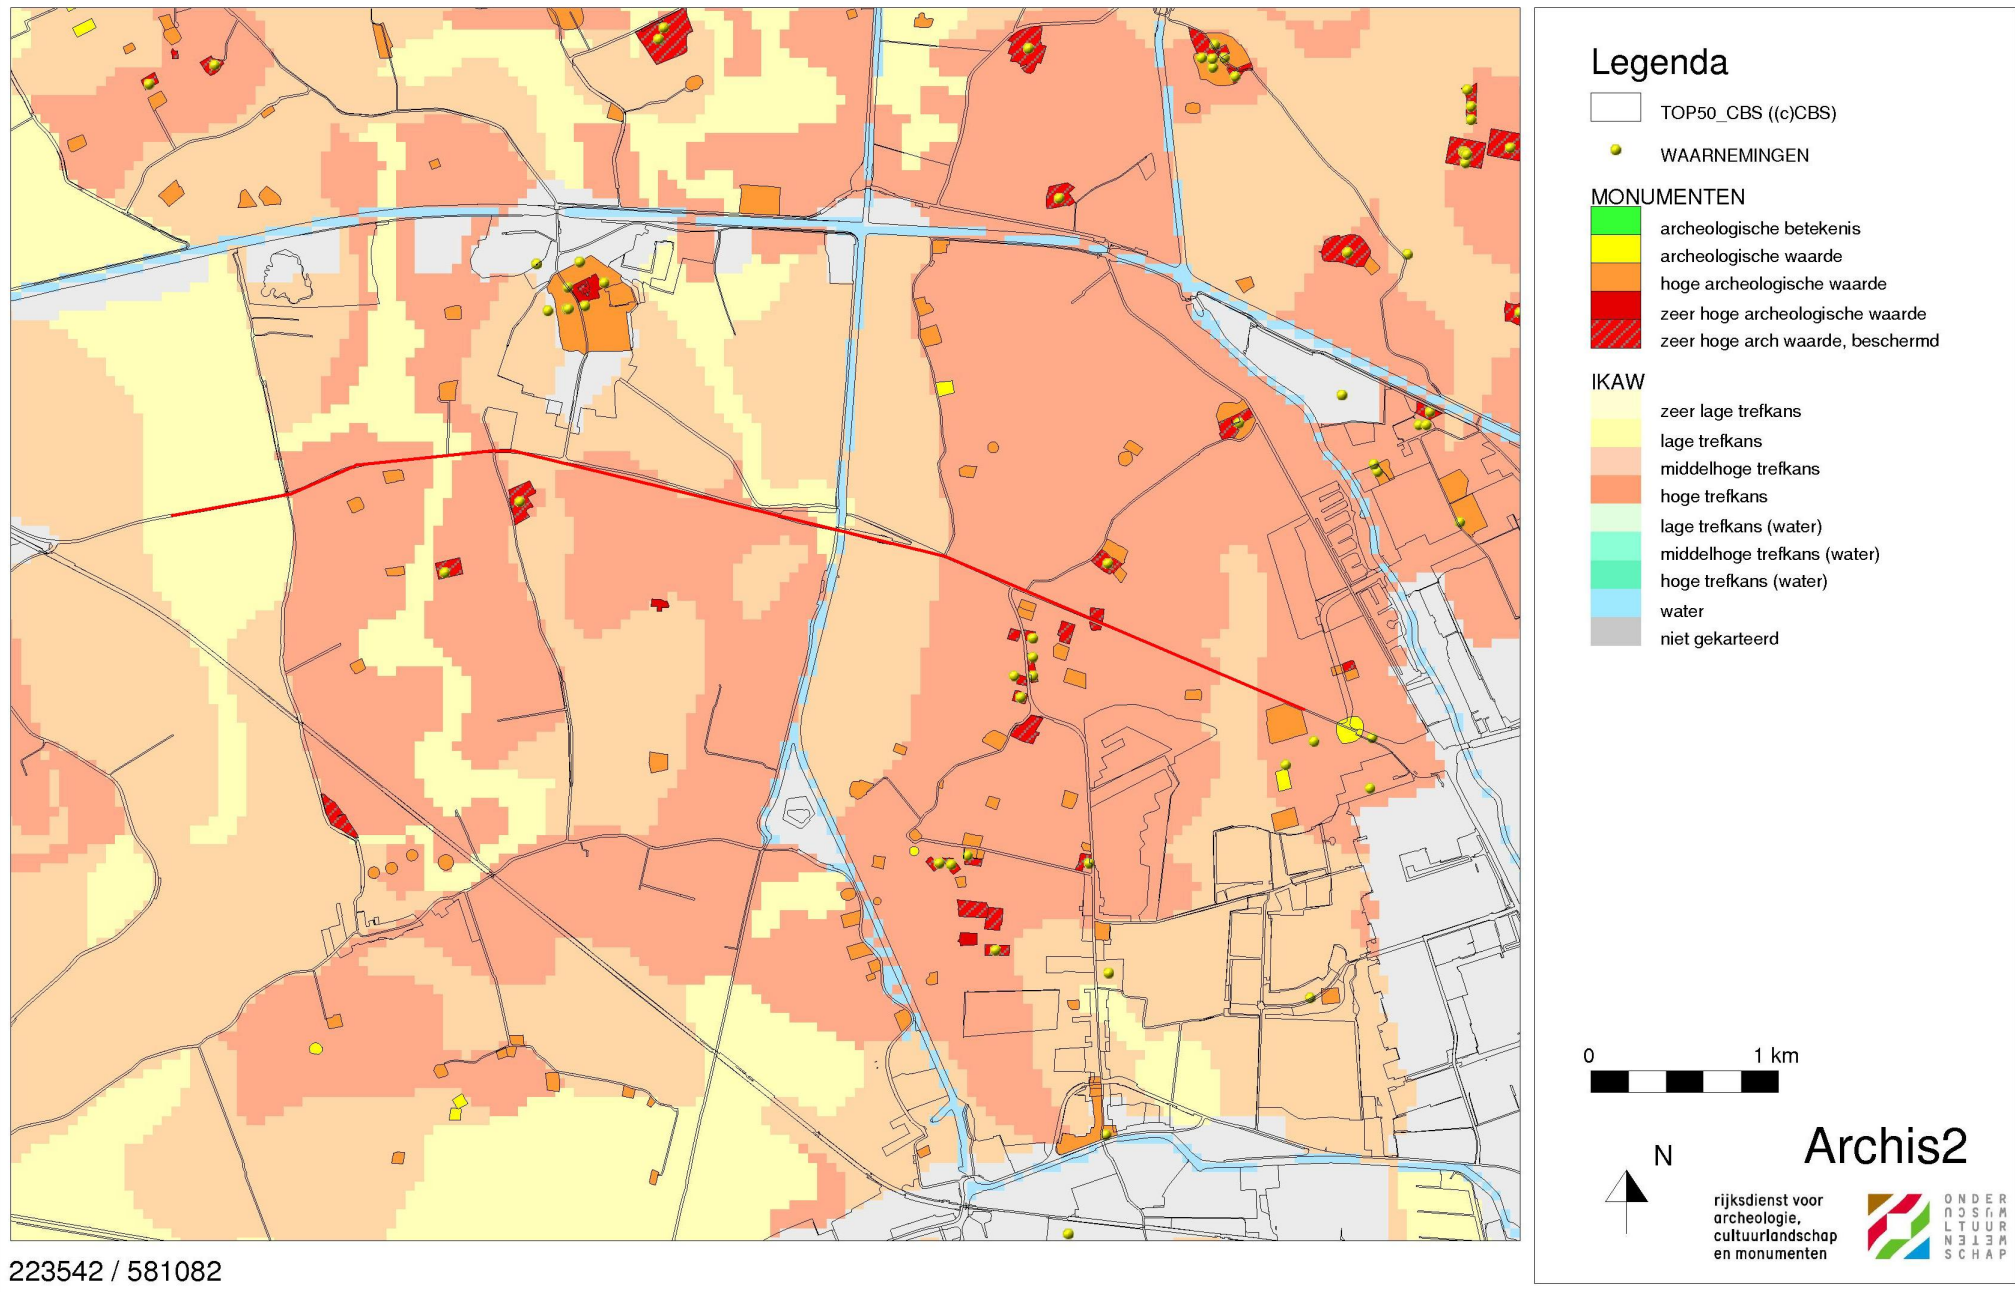 Legenda
TOP50_CBS ((c)CBS)
WAARNEMINGEN
MONUMENTEN
archeologische betekenis
archeologische waarde
hoge archeologische waarde
zeer hoge archeologische waarde
zeer hoge arch waarde, beschermd
IKAW
zeer lage trefkans
lage trefkans
middelhoge trefkans
hoge trefkans
lage trefkans (water)
middelhoge trefkans (water)
hoge trefkans (water)
water
niet gekarteerd
0 1 km
N
Archis2
rijksdienst voor
archeologie,
cultuurlandschap
en monumenten
ONDER
SCHAP
223542 / 581082